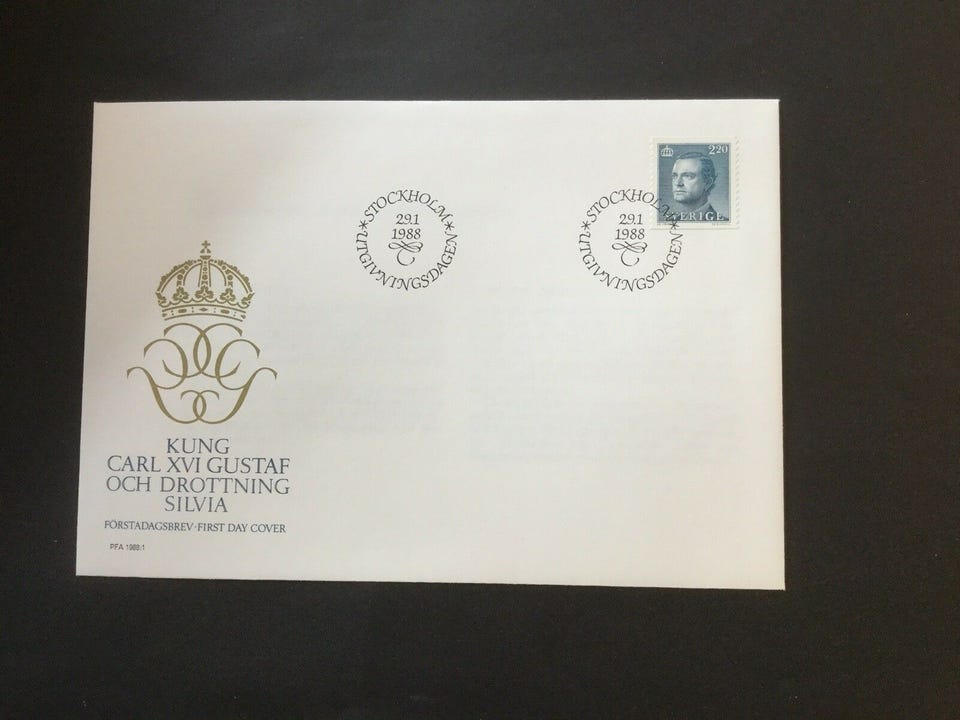 2.20
SVERIGE
STOCKHOLM
29.1
1988
*UTGIVNINGSDAGEN*
STOCKHOLM
29.1
1988
*UTGIVNINGSDAGEN*
KUNG
CARL XVI GUSTAF
OCH DROTTNING
SILVIA
FÖRSTADAGSBREV·FIRST DAY COVER
PFA 1988:1